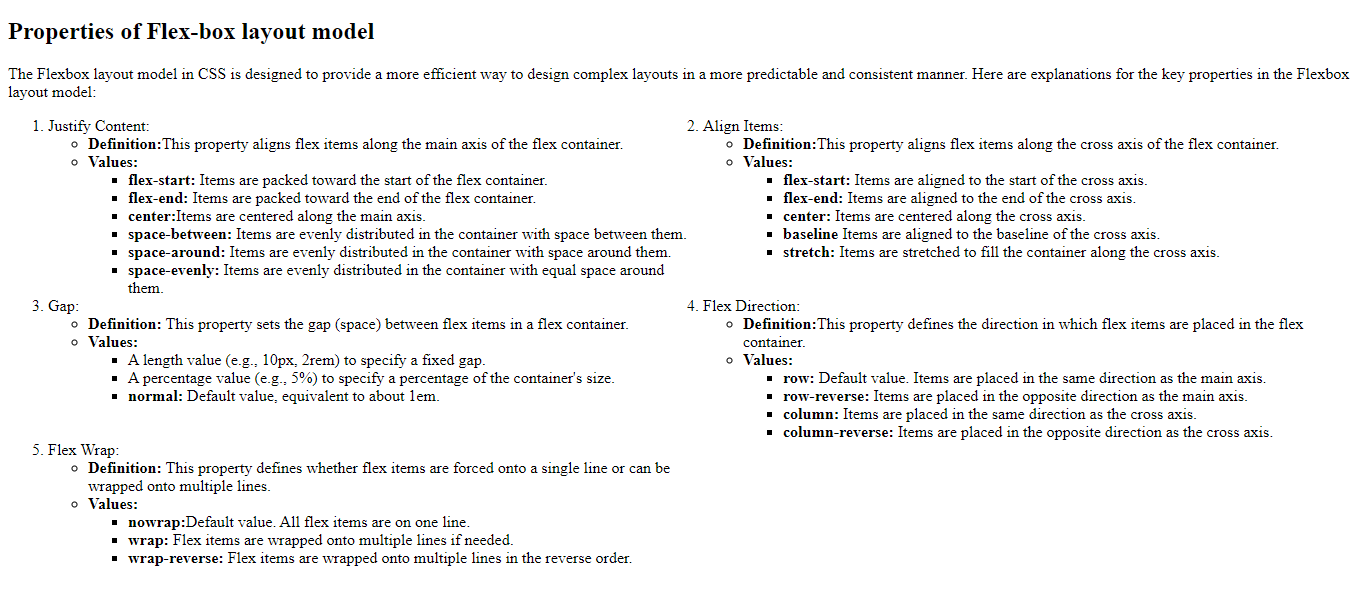 Properties of Flex-box layout model
The Flexbox layout model in CSS is designed to provide a more efficient way to design complex layouts in a more predictable and consistent manner. Here are explanations for the key properties in the Flexbox
layout model:
1. Justify Content:
Definition:This property aligns flex items along the main axis of the flex container.
Values:
flex-start: Items are packed toward the start of the flex container.
flex-end: Items are packed toward the end of the flex container.
center:Items are centered along the main axis.
space-between: Items are evenly distributed in the container with space between them.
space-around: Items are evenly distributed in the container with space around them.
space-evenly: Items are evenly distributed in the container with equal space around
them.
2. Align Items:
Definition:This property aligns flex items along the cross axis of the flex container.
Values:
flex-start: Items are aligned to the start of the cross axis.
flex-end: Items are aligned to the end of the cross axis.
center: Items are centered along the cross axis.
baseline Items are aligned to the baseline of the cross axis.
stretch: Items are stretched to fill the container along the cross axis.
3. Gap:
Definition: This property sets the gap (space) between flex items in a flex container.
Values:
A length value (e.g., 10px, 2rem) to specify a fixed gap.
A percentage value (e.g., 5%) to specify a percentage of the container's size.
normal: Default value, equivalent to about 1em.
4. Flex Direction:
Definition:This property defines the direction in which flex items are placed in the flex
container.
Values:
row: Default value. Items are placed in the same direction as the main axis.
row-reverse: Items are placed in the opposite direction as the main axis.
column: Items are placed in the same direction as the cross axis.
column-reverse: Items are placed in the opposite direction as the cross axis.
5. Flex Wrap:
Definition: This property defines whether flex items are forced onto a single line or can be
wrapped onto multiple lines.
Values:
nowrap:Default value. All flex items are on one line.
wrap: Flex items are wrapped onto multiple lines if needed.
wrap-reverse: Flex items are wrapped onto multiple lines in the reverse order.